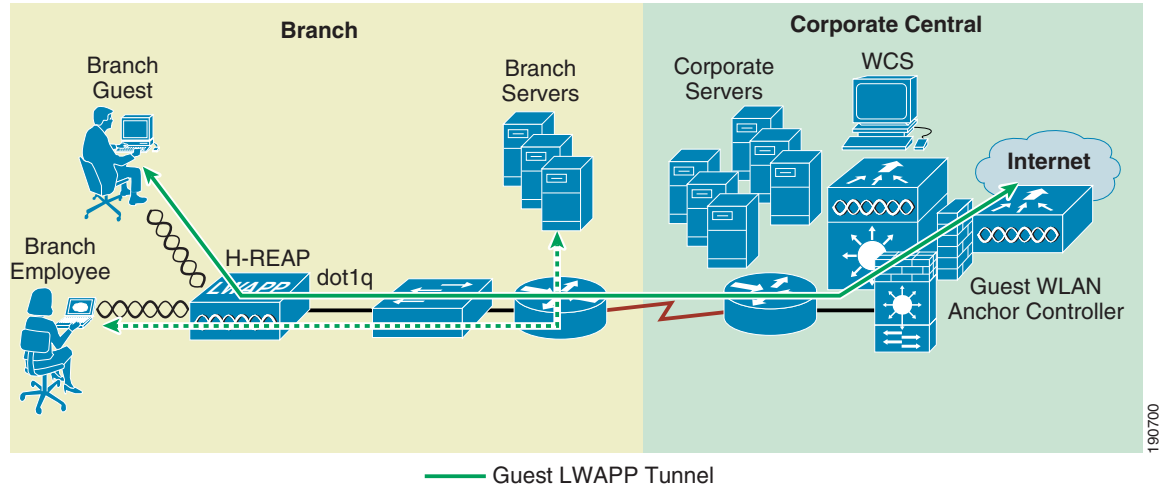 Branch
Corporate Central
Branch
Guest
Branch
Servers
Corporate
Servers
WCS
Internet
Branch
Employee
H-REAP
LWAPP
dot1q
Guest WLAN
Anchor Controller
190700
Guest LWAPP Tunnel